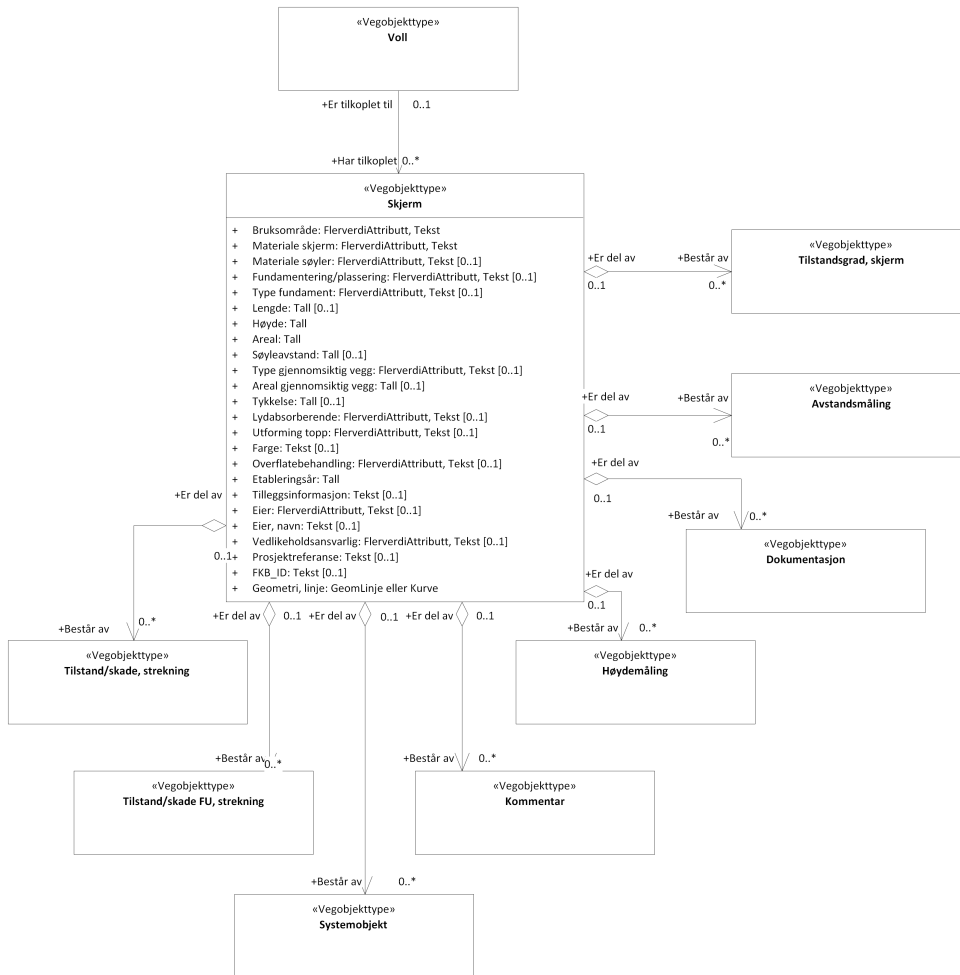 «Vegobjekttype»
Voll
+Er tilkoplet til 0..1
+Har tilkoplet 0..*
«Vegobjekttype»
Skjerm
+ Bruksområde: FlerverdiAttributt, Tekst
+ Materiale skjerm: FlerverdiAttributt, Tekst
+ Materiale søyler: FlerverdiAttributt, Tekst [0..1]
+ Fundamentering/plassering: FlerverdiAttributt, Tekst [0..1]
+ Type fundament: FlerverdiAttributt, Tekst [0..1]
+ Lengde: Tall [0..1]
+ Høyde: Tall
+ Areal: Tall
+ Søyleavstand: Tall [0..1]
+ Type gjennomsiktig vegg: FlerverdiAttributt, Tekst [0..1]
+ Areal gjennomsiktig vegg: Tall [0..1]
+ Tykkelse: Tall [0..1]
+ Lydabsorberende: FlerverdiAttributt, Tekst [0..1]
+ Utforming topp: FlerverdiAttributt, Tekst [0..1]
+ Farge: Tekst [0..1]
+ Overflatebehandling: FlerverdiAttributt, Tekst [0..1]
+ Etableringsår: Tall
+ Tilleggsinformasjon: Tekst [0..1]
+ Eier: FlerverdiAttributt, Tekst [0..1]
+ Eier, navn: Tekst [0..1]
+ Vedlikeholdsansvarlig: FlerverdiAttributt, Tekst [0..1]
+ Prosjektreferanse: Tekst [0..1]
+ FKB_ID: Tekst [0..1]
+ Geometri, linje: GeomLinje eller Kurve
+Er del av +Består av
0..1 0..*
«Vegobjekttype»
Tilstandsgrad, skjerm
+Er del av +Består av
0..1 0..*
«Vegobjekttype»
Avstandsmåling
+Er del av
0..1
+Består av 0..*
«Vegobjekttype»
Dokumentasjon
+Er del av
0..1
+Består av 0..*
«Vegobjekttype»
Høydemåling
+Er del av
0..1
+Består av 0..*
«Vegobjekttype»
Tilstand/skade, strekning
+Er del av 0..1 +Er del av 0..1 +Er del av 0..1
+Består av 0..*
«Vegobjekttype»
Tilstand/skade FU, strekning
+Består av 0..*
«Vegobjekttype»
Kommentar
+Består av 0..*
«Vegobjekttype»
Systemobjekt